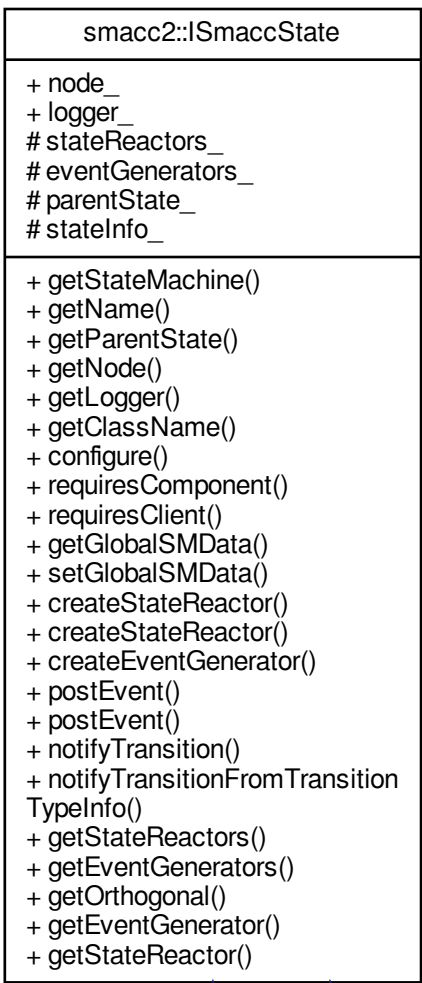 smacc2::ISmaccState
+ node_
+ logger_
# stateReactors_
# eventGenerators_
# parentState_
# stateInfo_
+ getStateMachine()
+ getName()
+ getParentState()
+ getNode()
+ getLogger()
+ getClassName()
+ configure()
+ requiresComponent()
+ requiresClient()
+ getGlobalSMData()
+ setGlobalSMData()
+ createStateReactor()
+ createStateReactor()
+ createEventGenerator()
+ postEvent()
+ postEvent()
+ notifyTransition()
+ notifyTransitionFromTransition
TypeInfo()
+ getStateReactors()
+ getEventGenerators()
+ getOrthogonal()
+ getEventGenerator()
+ getStateReactor()